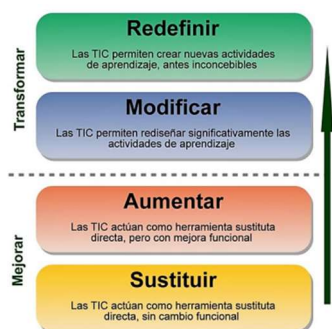 Transformar
Redefinir
Las TIC permiten crear nuevas actividades
de aprendizaje, antes inconcebibles
Modificar
Las TIC permiten rediseñar significativamente las
actividades de aprendizaje
Mejorar
Aumentar
Las TIC actúan como herramienta sustituta
directa, pero con mejora funcional
Sustituir
Las TIC actúan como herramienta sustituta
directa, sin cambio funcional